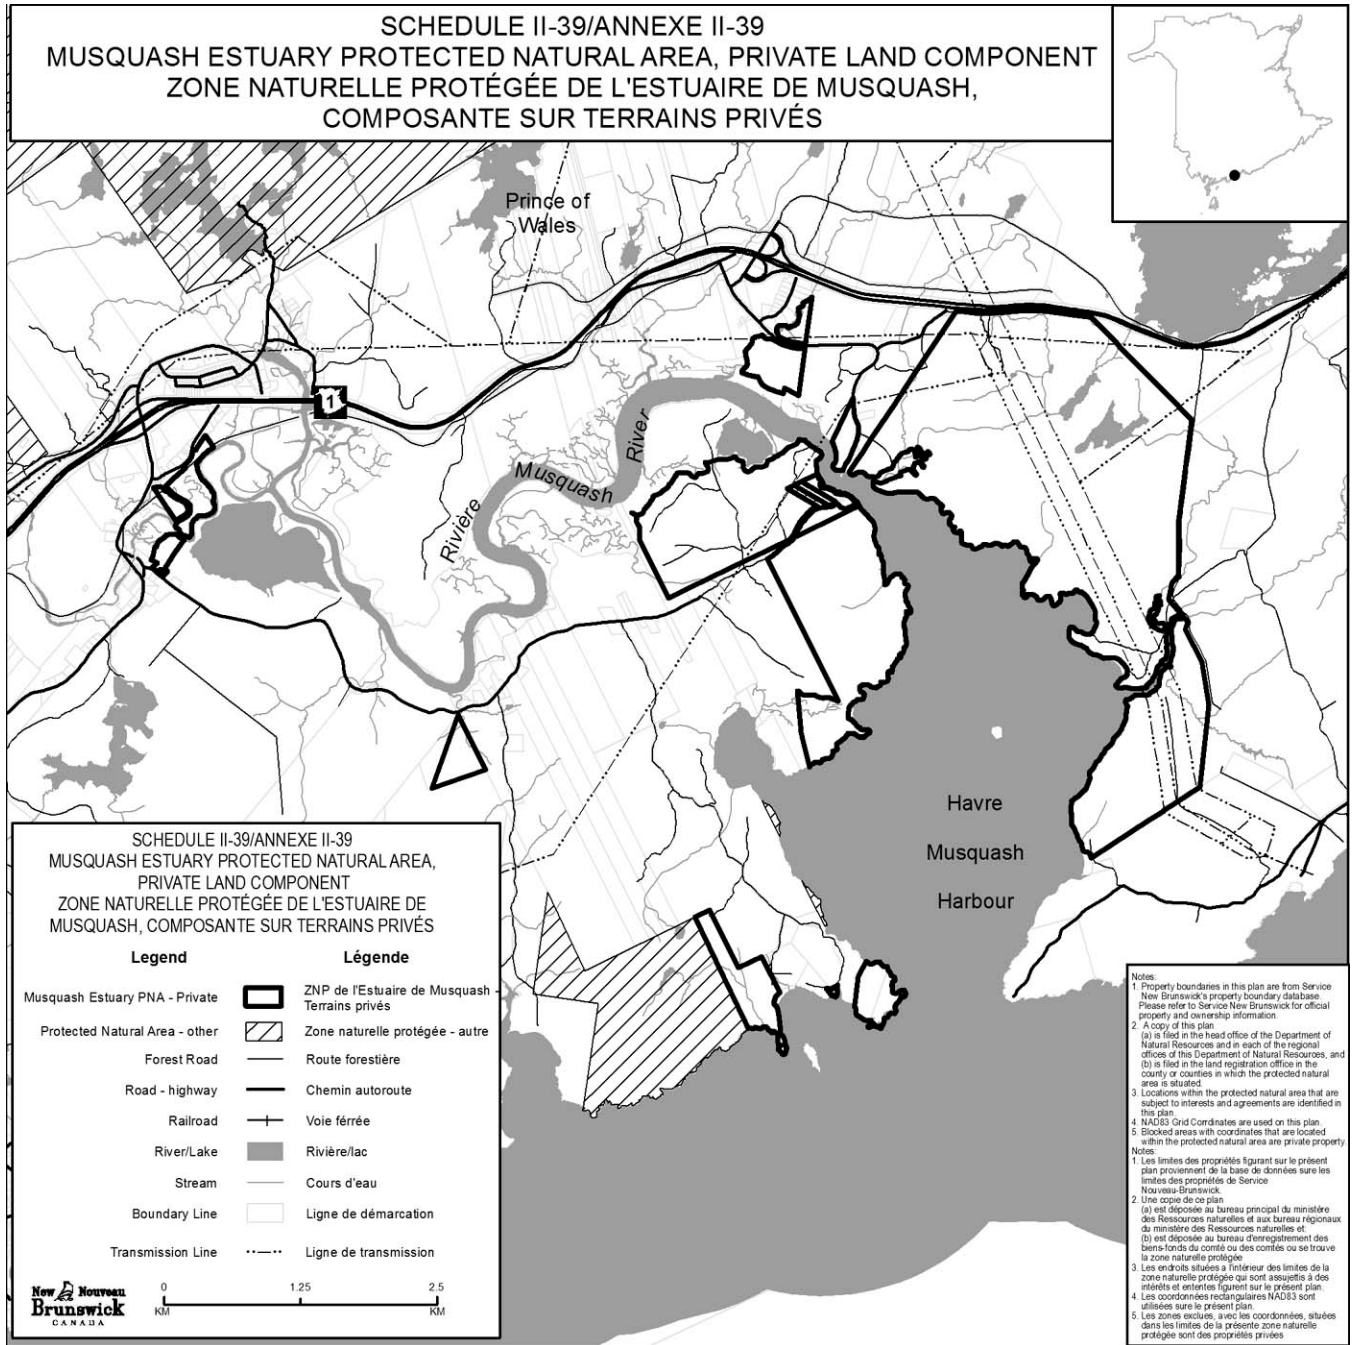 SCHEDULE II-39/ANNEXE II-39
MUSQUASH ESTUARY PROTECTED NATURAL AREA, PRIVATE LAND COMPONENT
ZONE NATURELLE PROTÉGÉE DE L'ESTUAIRE DE MUSQUASH,
COMPOSANTE SUR TERRAINS PRIVÉS
Prince of
Wales
1
Rivière
Musquash
River
Havre
Musquash
Harbour
SCHEDULE II-39/ANNEXE II-39
MUSQUASH ESTUARY PROTECTED NATURAL AREA,
PRIVATE LAND COMPONENT
ZONE NATURELLE PROTÉGÉE DE L'ESTUAIRE DE
MUSQUASH, COMPOSANTE SUR TERRAINS PRIVÉS
Legend Légende
Musquash Estuary PNA - Private ZNP de l'Estuaire de Musquash -
Terrains privés
Protected Natural Area - other Zone naturelle protégée - autre
Forest Road Route forestière
Road - highway Chemin autoroute
Railroad Voie férrée
River/Lake Rivière/lac
Stream Cours d'eau
Boundary Line Ligne de démarcation
Transmission Line Ligne de transmission
New Nouveau
Brunswick
CANADA
0 1.25 2.5
KM KM
Notes:
1. Property boundaries in this plan are from Service
New Brunswick's property boundary database.
Please refer to Service New Brunswick for official
property and ownership information.
2. A copy of this plan
(a) is filed in the head office of the Department of
Natural Resources and in each of the regional
offices of this Department of Natural Resources, and
(b) is filed in the land registration offfice in the
county or counties in which the protected natural
area is situated.
3. Locations within the protected natural area that are
subject to interests and agreements are identified in
this plan.
4. NAD83 Grid Corrdinates are used on this plan.
5. Blocked areas with coordinates that are located
within the protected natural area are private property.
Notes:
1. Les limites des propriétés figurant sur le présent
plan proviennent de la base de données sure les
limites des propriétés de Service
Nouveau-Brunswick.
2. Une copie de ce plan
(a) est déposée au bureau principal du ministère
des Ressources naturelles et aux bureau régionaux
du ministère des Ressources naturelles et:
(b) est déposée au bureau d'enregistrement des
biens-fonds du comté ou des comtés ou se trouve
la zone naturelle protégée
3. Les endroits situées a l'intérieur des limites de la
zone naturelle protégée qui sont assujettis à des
intérêts et ententes figurent sur le présent plan.
4. Les coordonnées rectangulaires NAD83 sont
utilisées sure le présent plan.
5. Les zones exclues, avec les coordonnées, situées
dans les limites de la présente zone naturelle
protégée sont des propriétés privées